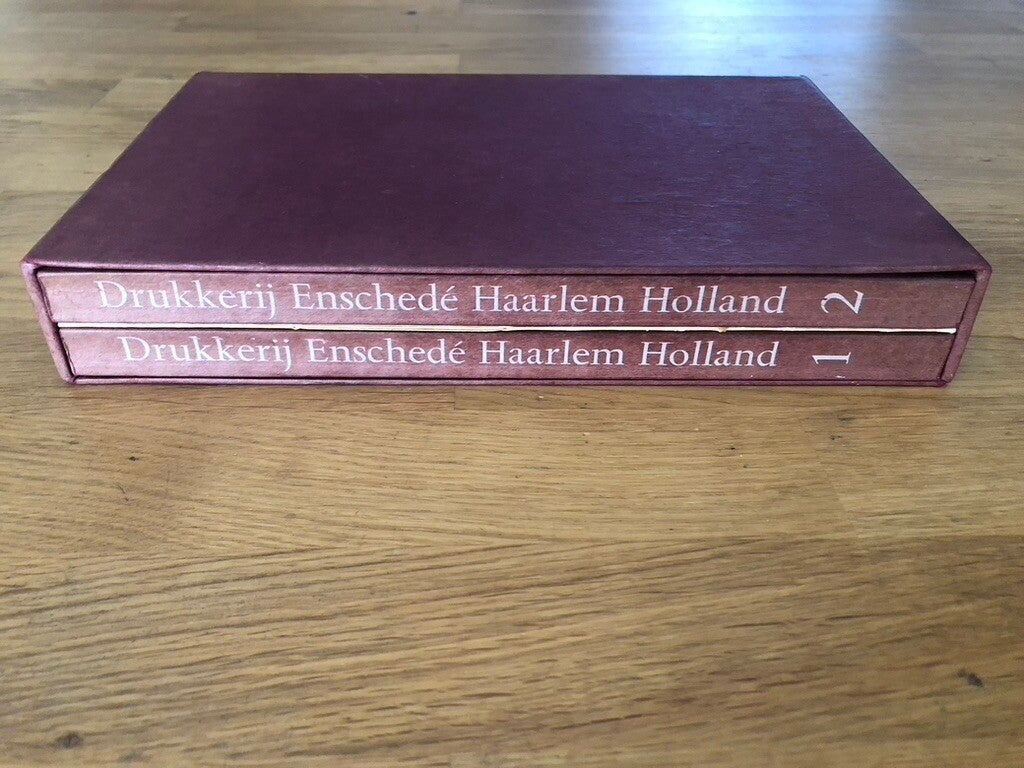 Drukkerij Enschedé Haarlem Holland 2
Drukkerij Enschedé Haarlem Holland 1